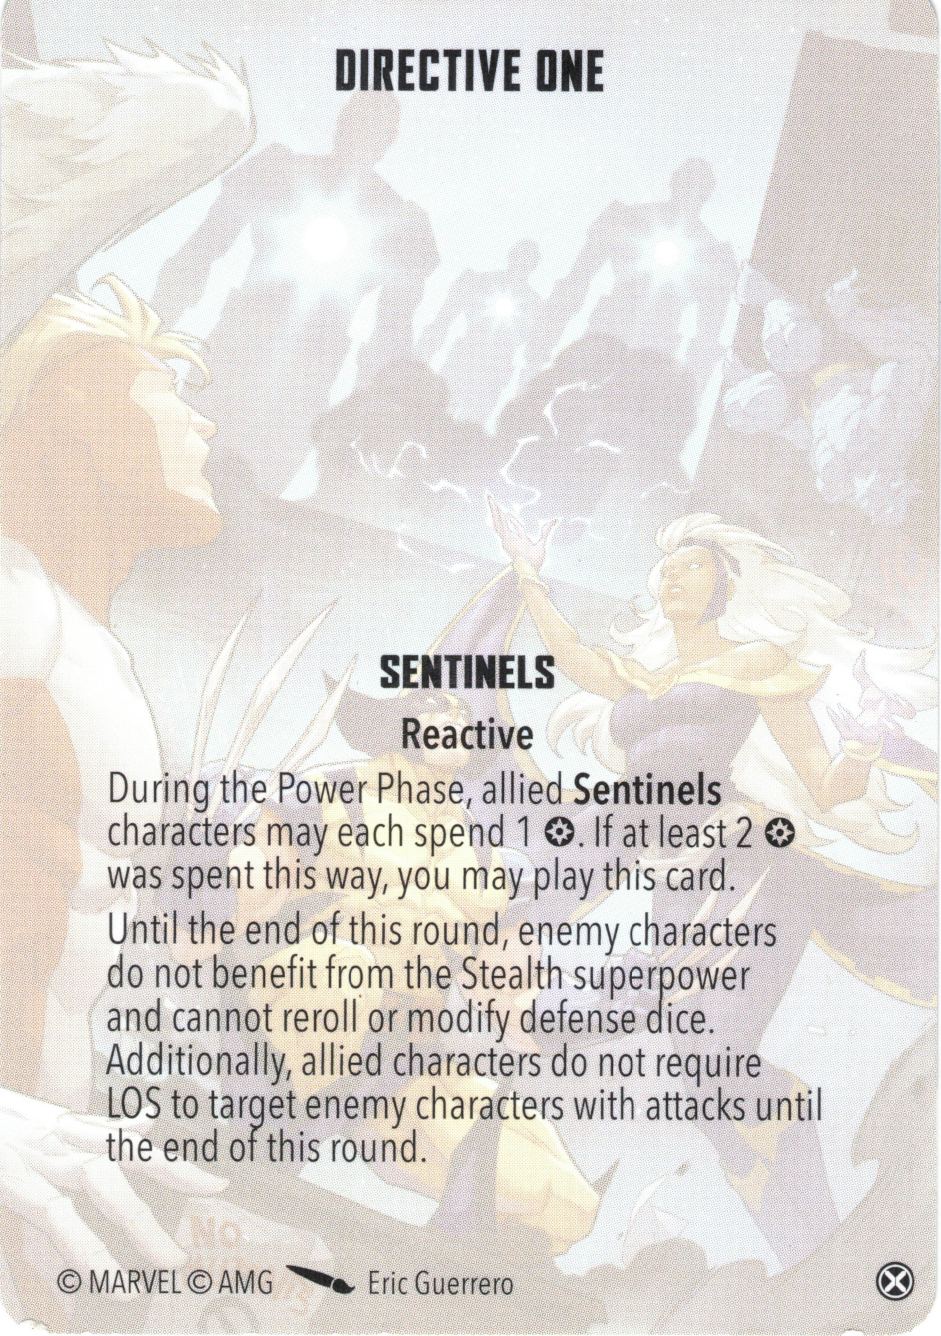 DIRECTIVE ONE
SENTINELS
Reactive
During the Power Phase, allied Sentinels
characters may each spend 1 . If at least 2
was spent this way, you may play this card.
Until the end of this round, enemy characters
do not benefit from the Stealth superpower
and cannot reroll or modify defense dice.
Additionally, allied characters do not require
LOS to target enemy characters with attacks until
the end of this round.
NO
© MARVEL © AMG Eric Guerrero